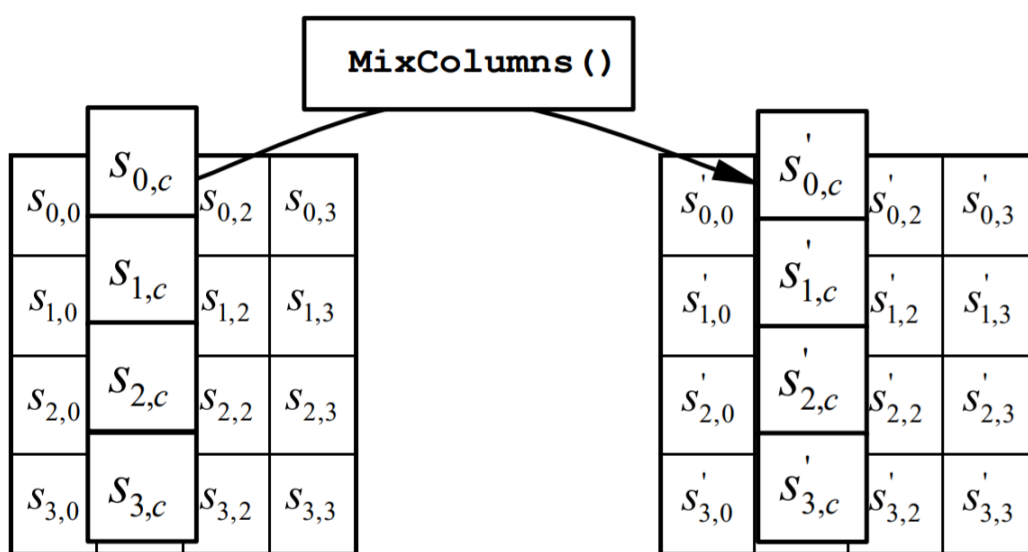 MixColumns()
s0,0 s0,c s0,2 s0,3
s1,0 s1,c s1,2 s1,3
s2,0 s2,c s2,2 s2,3
s3,0 s3,c s3,2 s3,3
s'0,0 s'0,c s'0,2 s'0,3
s'1,0 s'1,c s'1,2 s'1,3
s'2,0 s'2,c s'2,2 s'2,3
s'3,0 s'3,c s'3,2 s'3,3